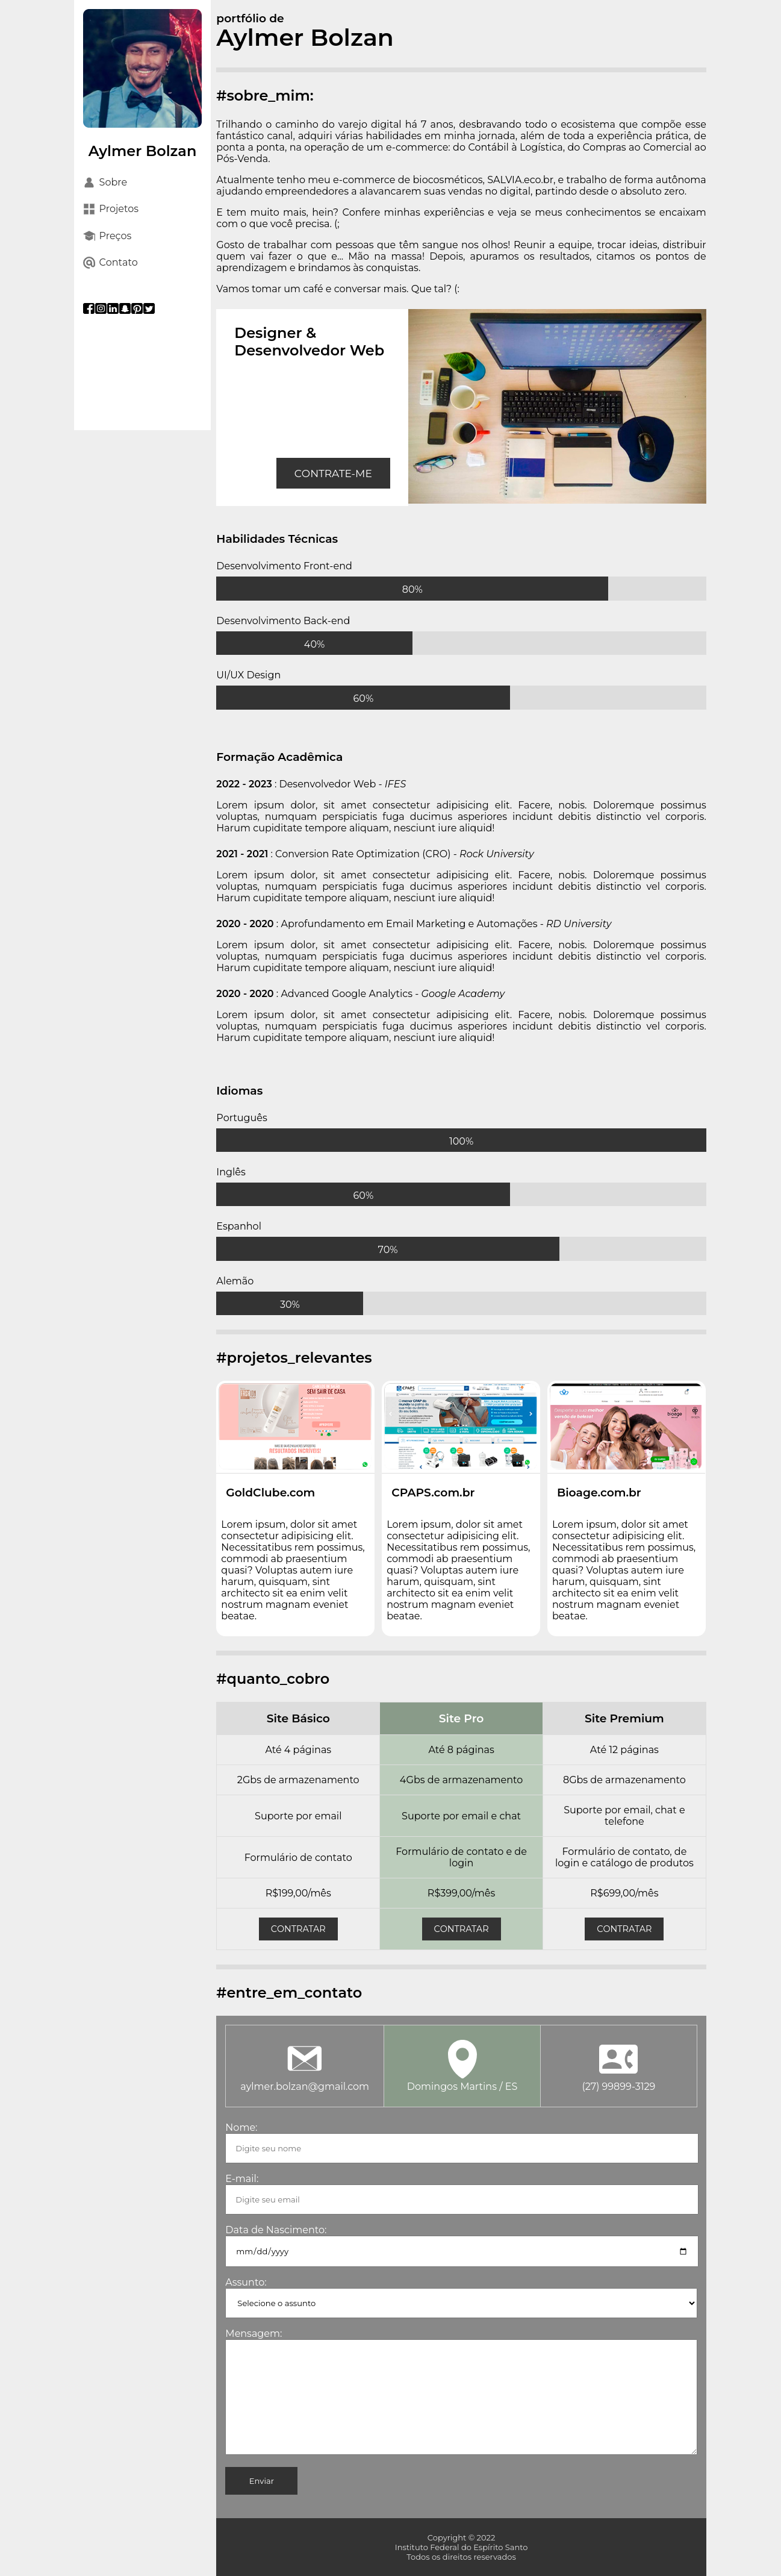 Aylmer Bolzan
Sobre
Projetos
Preços
Contato
portfólio de
Aylmer Bolzan
#sobre_mim:
Trilhando o caminho do varejo digital há 7 anos, desbravando todo o ecosistema que compõe esse
fantástico canal, adquiri várias habilidades em minha jornada, além de toda a experiência prática, de
ponta a ponta, na operação de um e-commerce: do Contábil à Logística, do Compras ao Comercial ao
Pós-Venda.
Atualmente tenho meu e-commerce de biocosméticos, SALVIA.eco.br, e trabalho de forma autônoma
ajudando empreendedores a alavancarem suas vendas no digital, partindo desde o absoluto zero.
E tem muito mais, hein? Confere minhas experiências e veja se meus conhecimentos se encaixam
com o que você precisa. (;
Gosto de trabalhar com pessoas que têm sangue nos olhos! Reunir a equipe, trocar ideias, distribuir
quem vai fazer o que e... Mão na massa! Depois, apuramos os resultados, citamos os pontos de
aprendizagem e brindamos às conquistas.
Vamos tomar um café e conversar mais. Que tal? (:
Designer &
Desenvolvedor Web
CONTRATE-ME
Habilidades Técnicas
Desenvolvimento Front-end
80%
Desenvolvimento Back-end
40%
UI/UX Design
60%
Formação Acadêmica
2022 - 2023 : Desenvolvedor Web - IFES
Lorem ipsum dolor, sit amet consectetur adipisicing elit. Facere, nobis. Doloremque possimus
voluptas, numquam perspiciatis fuga ducimus asperiores incidunt debitis distinctio vel corporis.
Harum cupiditate tempore aliquam, nesciunt iure aliquid!
2021 - 2021 : Conversion Rate Optimization (CRO) - Rock University
Lorem ipsum dolor, sit amet consectetur adipisicing elit. Facere, nobis. Doloremque possimus
voluptas, numquam perspiciatis fuga ducimus asperiores incidunt debitis distinctio vel corporis.
Harum cupiditate tempore aliquam, nesciunt iure aliquid!
2020 - 2020 : Aprofundamento em Email Marketing e Automações - RD University
Lorem ipsum dolor, sit amet consectetur adipisicing elit. Facere, nobis. Doloremque possimus
voluptas, numquam perspiciatis fuga ducimus asperiores incidunt debitis distinctio vel corporis.
Harum cupiditate tempore aliquam, nesciunt iure aliquid!
2020 - 2020 : Advanced Google Analytics - Google Academy
Lorem ipsum dolor, sit amet consectetur adipisicing elit. Facere, nobis. Doloremque possimus
voluptas, numquam perspiciatis fuga ducimus asperiores incidunt debitis distinctio vel corporis.
Harum cupiditate tempore aliquam, nesciunt iure aliquid!
Idiomas
Português
100%
Inglês
60%
Espanhol
70%
Alemão
30%
#projetos_relevantes
SEM SAIR DE CASA
RESULTADOS INCRÍVEIS!
GoldClube.com
Lorem ipsum, dolor sit amet
consectetur adipisicing elit.
Necessitatibus rem possimus,
commodi ab praesentium
quasi? Voluptas autem iure
harum, quisquam, sint
architecto sit ea enim velit
nostrum magnam eveniet
beatae.
CPAPS
CPAPS.com.br
Lorem ipsum, dolor sit amet
consectetur adipisicing elit.
Necessitatibus rem possimus,
commodi ab praesentium
quasi? Voluptas autem iure
harum, quisquam, sint
architecto sit ea enim velit
nostrum magnam eveniet
beatae.
bioage
Bioage.com.br
Lorem ipsum, dolor sit amet
consectetur adipisicing elit.
Necessitatibus rem possimus,
commodi ab praesentium
quasi? Voluptas autem iure
harum, quisquam, sint
architecto sit ea enim velit
nostrum magnam eveniet
beatae.
#quanto_cobro
Site Básico Site Pro Site Premium
Até 4 páginas Até 8 páginas Até 12 páginas
2Gbs de armazenamento 4Gbs de armazenamento 8Gbs de armazenamento
Suporte por email Suporte por email e chat Suporte por email, chat e
telefone
Formulário de contato Formulário de contato e de
login Formulário de contato, de
login e catálogo de produtos
R$199,00/mês R$399,00/mês R$699,00/mês
CONTRATAR CONTRATAR CONTRATAR
#entre_em_contato
aylmer.bolzan@gmail.com Domingos Martins / ES (27) 99899-3129
Nome:
Digite seu nome
E-mail:
Digite seu email
Data de Nascimento:
mm/dd/yyyy
Assunto:
Selecione o assunto
Mensagem:
Enviar
Copyright © 2022
Instituto Federal do Espírito Santo
Todos os direitos reservados